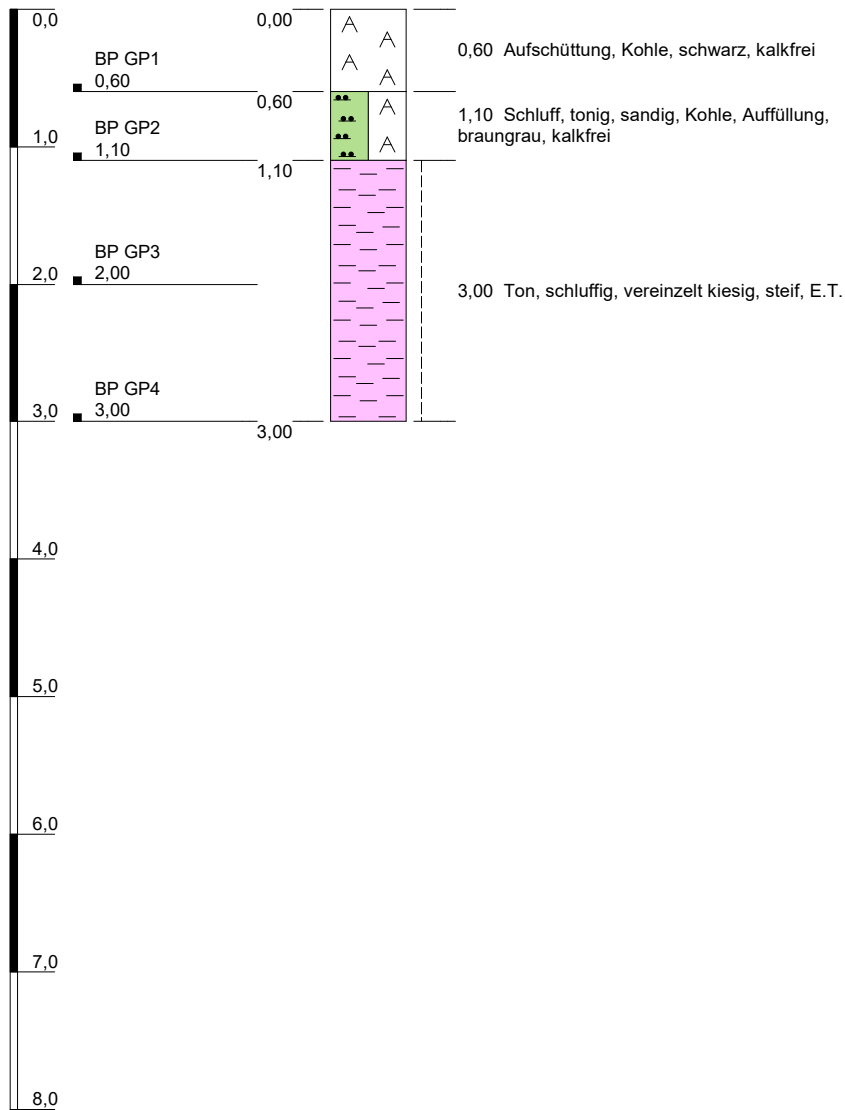 0,0
0,00
0,60 Aufschüttung, Kohle, schwarz, kalkfrei
BP GP1
0,60
0,60
1,10 Schluff, tonig, sandig, Kohle, Auffüllung,
braungrau, kalkfrei
BP GP2
1,0
1,10
1,10
BP GP3
2,0
2,00
3,00 Ton, schluffig, vereinzelt kiesig, steif, E.T.
BP GP4
3,0
3,00
3,00
4,0
5,0
6,0
7,0
8,0